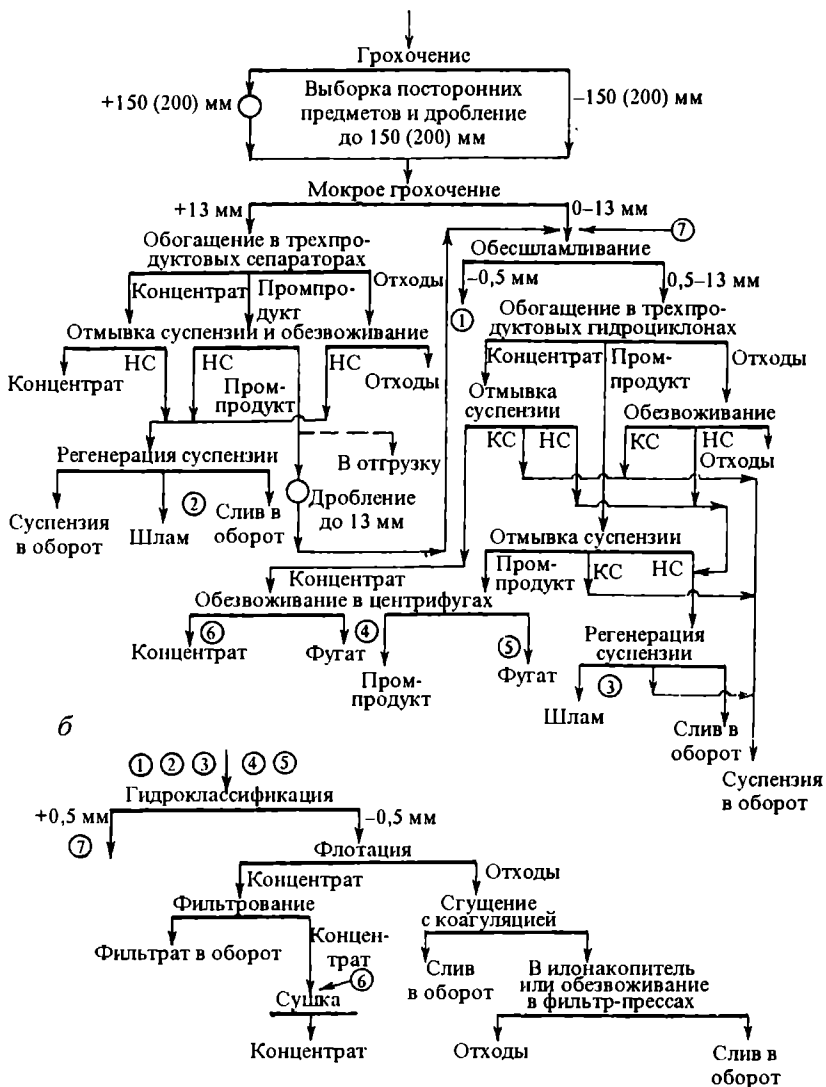 Грохочение
+150 (200) мм
Выборка посторонних
предметов и дробление
до 150 (200) мм
–150 (200) мм
Мокрое грохочение
+13 мм
0–13 мм
7
Обогащение в трехпро-
дуктовых сепараторах
Обесшламливание
–0,5 мм
0,5–13 мм
Концентрат
Промпро-
дукт
Отходы
1
Обогащение в трехпро-
дуктовых гидроциклонах
Отмывка суспензии и обезвоживание
Концентрат
Пром-
продукт
Отходы
Концентрат
НС
НС
Пром-
продукт
НС
Отходы
Отмывка
суспензии
Обезвоживание
КС
НС
КС
НС
Отходы
Регенерация суспензии
В отгрузку
Суспензия
в оборот
Шлам
2
Слив в
оборот
Дробление
до 13 мм
Отмывка суспензии
Пром-
продукт
КС
НС
Концентрат
Обезвоживание в центрифугах
6
Концентрат
Фугат
4
Пром-
продукт
5
Фугат
Регенерация
суспензии
3
Шлам
Слив в
оборот
Суспензия
в оборот
б
1 2 3 4 5
Гидроклассификация
+0,5 мм
–0,5 мм
7
Флотация
Концентрат
Отходы
Фильтрование
Сгущение
с коагуляцией
Фильтрат в оборот
Концен-
трат
Слив
в оборот
В илонакопитель
или обезвоживание
в фильтр-прессах
6
Сушка
Концентрат
Отходы
Слив в
оборот